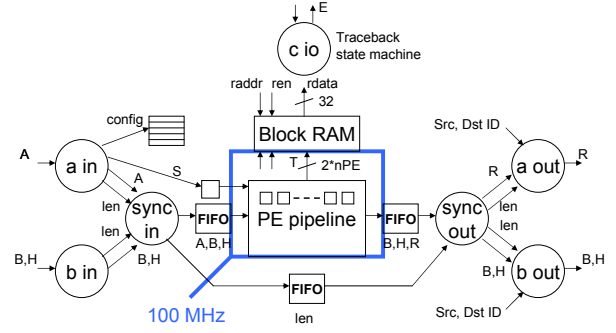 E
Traceback
state machine
c io
raddr
ren
rdata
32
config
Block RAM
Src, Dst ID
A
a in
S
T
2*nPE
a out
R
A
R
len
PE pipeline
len
len
sync
in
FIFO
FIFO
sync
out
len
A,B,H
B,H,R
B,H
b in
B,H
B,H
b out
B,H
FIFO
Src, Dst ID
100 MHz
len